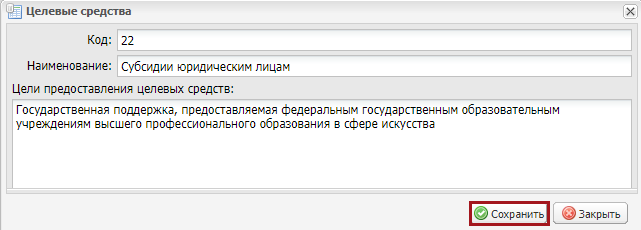 Целевые средства
Код: 22
Наименование: Субсидии юридическим лицам
Цели предоставления целевых средств:
Государственная поддержка, предоставляемая федеральным государственным образовательным
учреждениям высшего профессионального образования в сфере искусства
Сохранить Закрыть